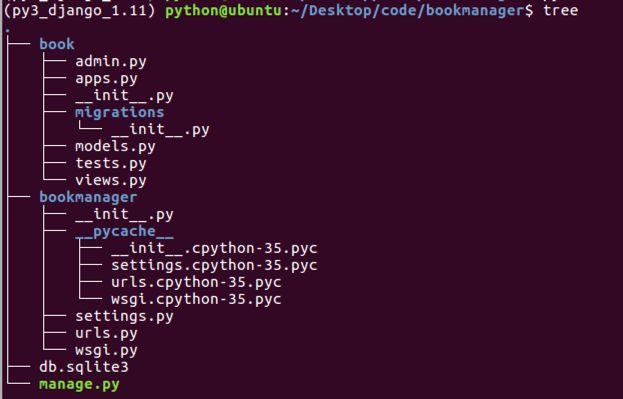 (py3_django_1.11) python@ubuntu:~/Desktop/code/bookmanager$ tree
.
├── book
│   ├── admin.py
│   ├── apps.py
│   ├── __init__.py
│   ├── migrations
│   │   └── __init__.py
│   ├── models.py
│   ├── tests.py
│   └── views.py
├── bookmanager
│   ├── __init__.py
│   ├── __pycache__
│   │   ├── __init__.cpython-35.pyc
│   │   ├── settings.cpython-35.pyc
│   │   ├── urls.cpython-35.pyc
│   │   └── wsgi.cpython-35.pyc
│   ├── settings.py
│   ├── urls.py
│   └── wsgi.py
├── db.sqlite3
└── manage.py